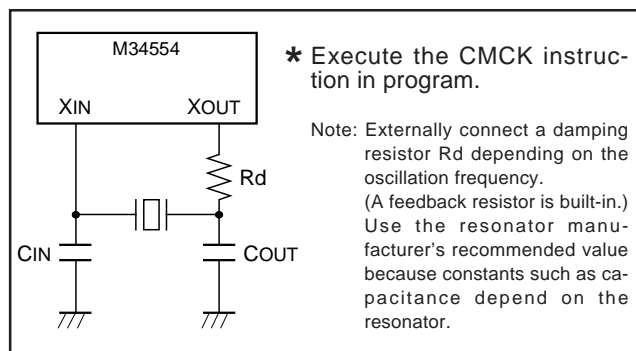 M34554
XIN
XOUT
Rd
CIN
COUT
* Execute the CMCK instruc-
tion in program.
Note: Externally connect a damping
resistor Rd depending on the
oscillation frequency.
(A feedback resistor is built-in.)
Use the resonator manu-
facturer's recommended value
because constants such as ca-
pacitance depend on the
resonator.